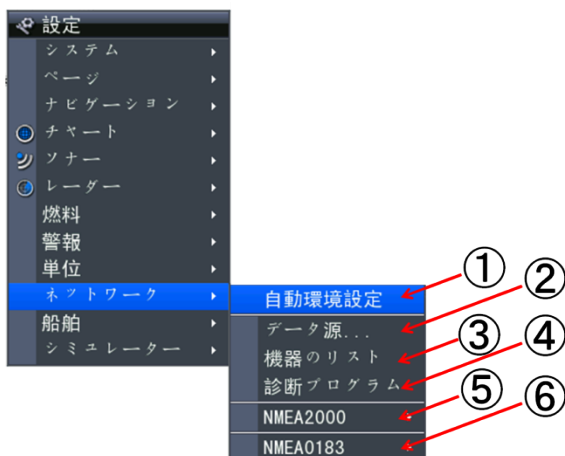 設定
システム
ページ
ナビゲーション
チャート
ソナー
レーダー
燃料
警報
単位
ネットワーク
船舶
シミュレーター
自動環境設定
データ源...
機器のリスト
診断プログラム
NMEA2000
NMEA0183
①
②
③
④
⑤
⑥